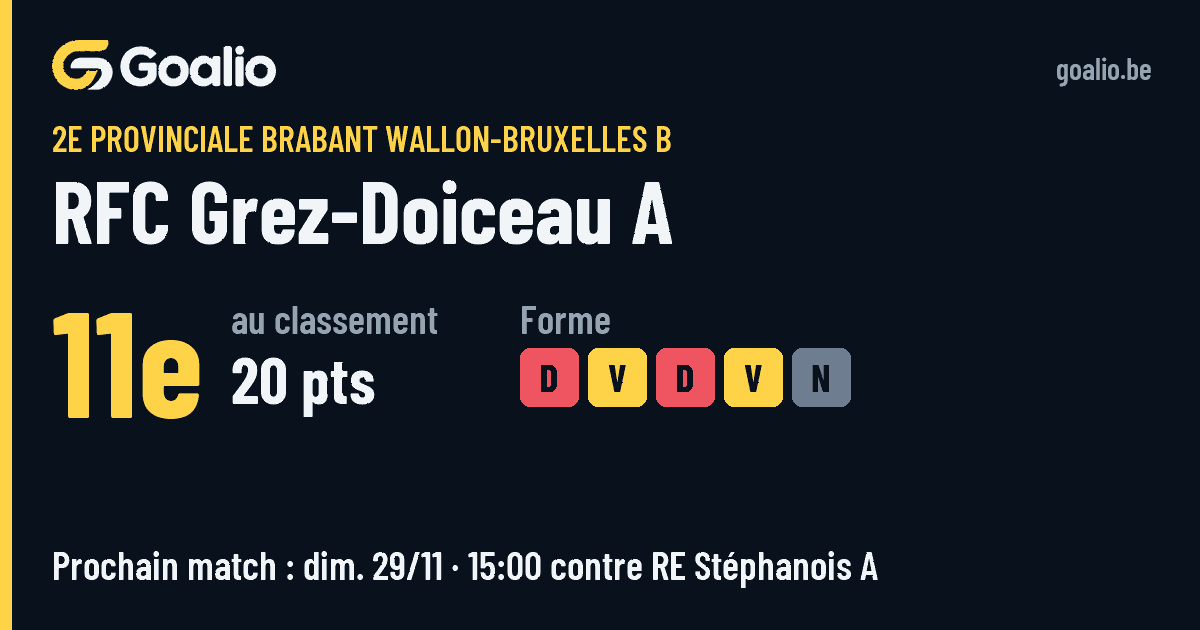 Goalio
goalio.be
2E PROVINCIALE BRABANT WALLON-BRUXELLES B
RFC Grez-Doiceau A
11e
au classement
20 pts
Forme
D V D V N
Prochain match : dim. 29/11 · 15:00 contre RE Stéphanois A